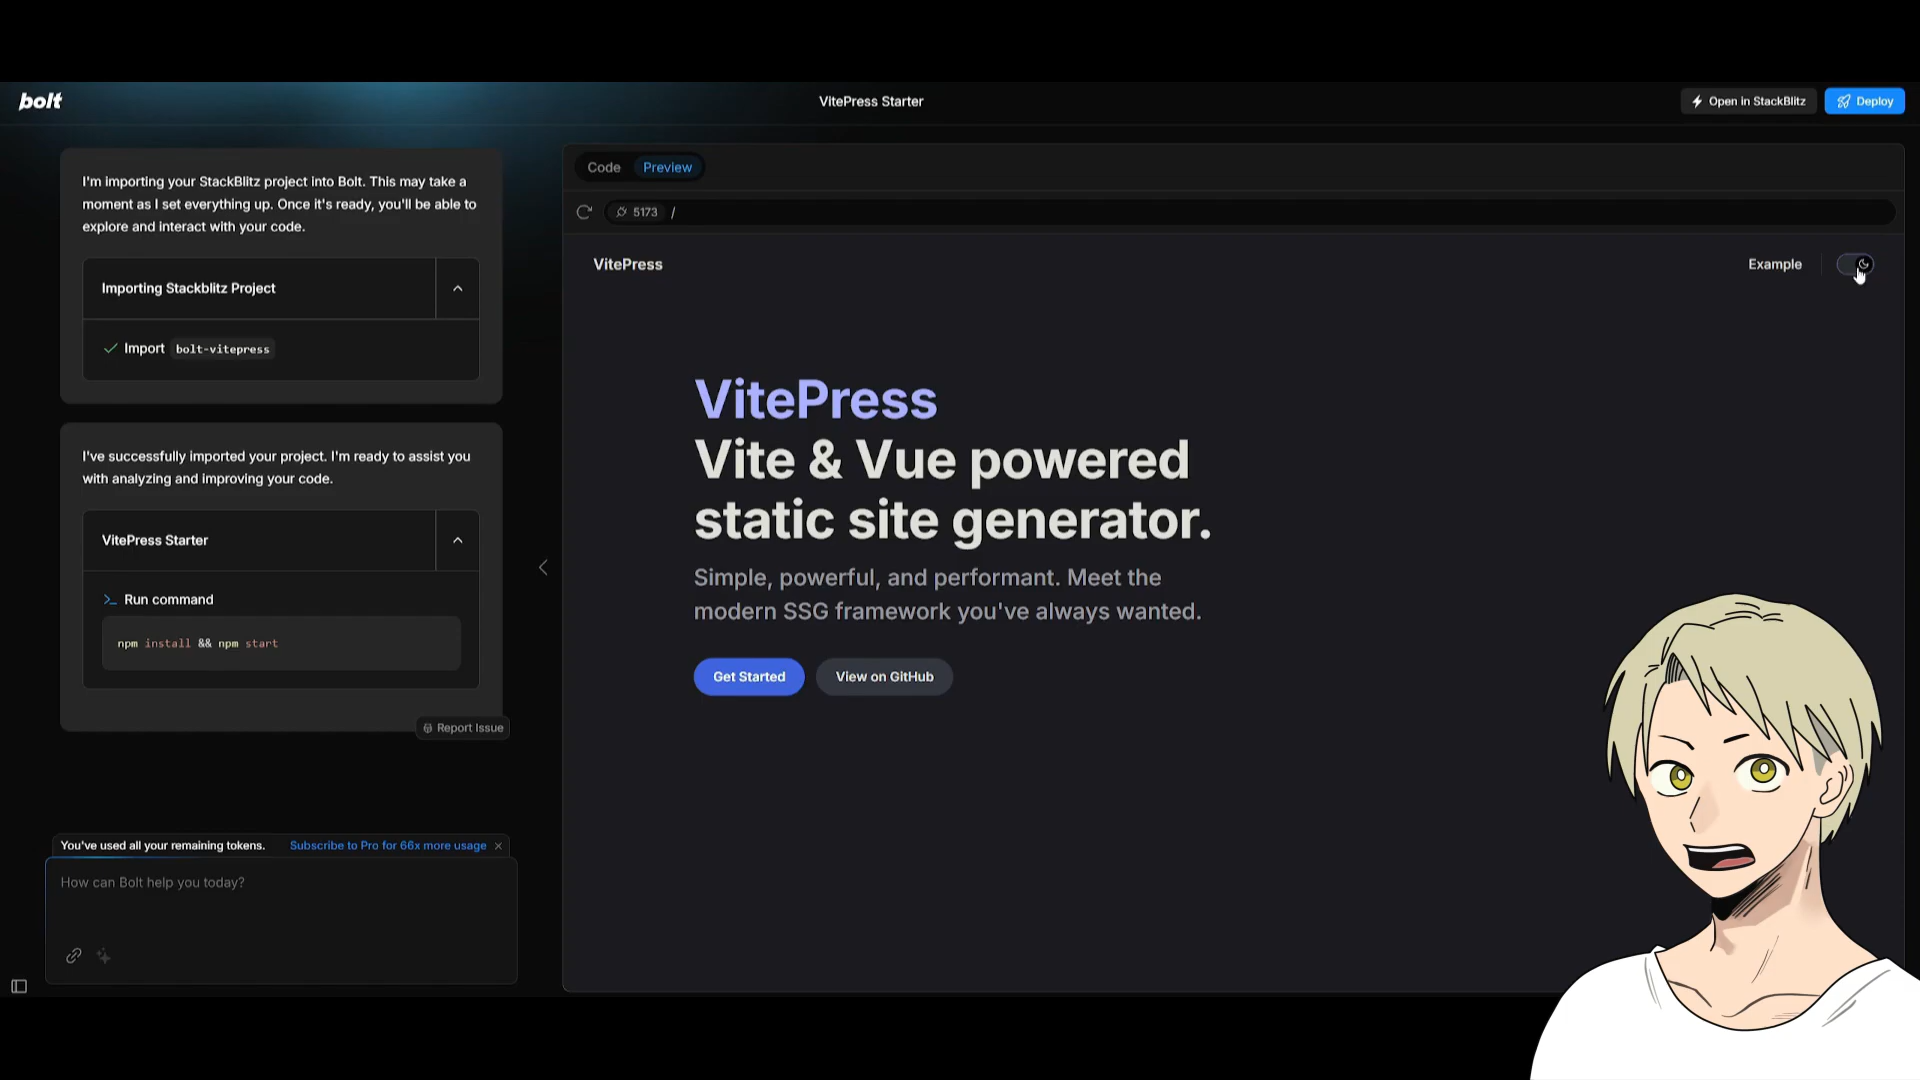 bolt
VitePress Starter
Open in StackBlitz
Deploy
I'm importing your StackBlitz project into Bolt. This may take a
moment as I set everything up. Once it's ready, you'll be able to
explore and interact with your code.
Importing Stackblitz Project
Import bolt-vitepress
I've successfully imported your project. I'm ready to assist you
with analyzing and improving your code.
VitePress Starter
Run command
npm install && npm start
Report Issue
You've used all your remaining tokens. Subscribe to Pro for 66x more usage
How can Bolt help you today?
Code Preview
5173 /
VitePress
Example
VitePress
Vite & Vue powered
static site generator.
Simple, powerful, and performant. Meet the
modern SSG framework you've always wanted.
Get Started
View on GitHub